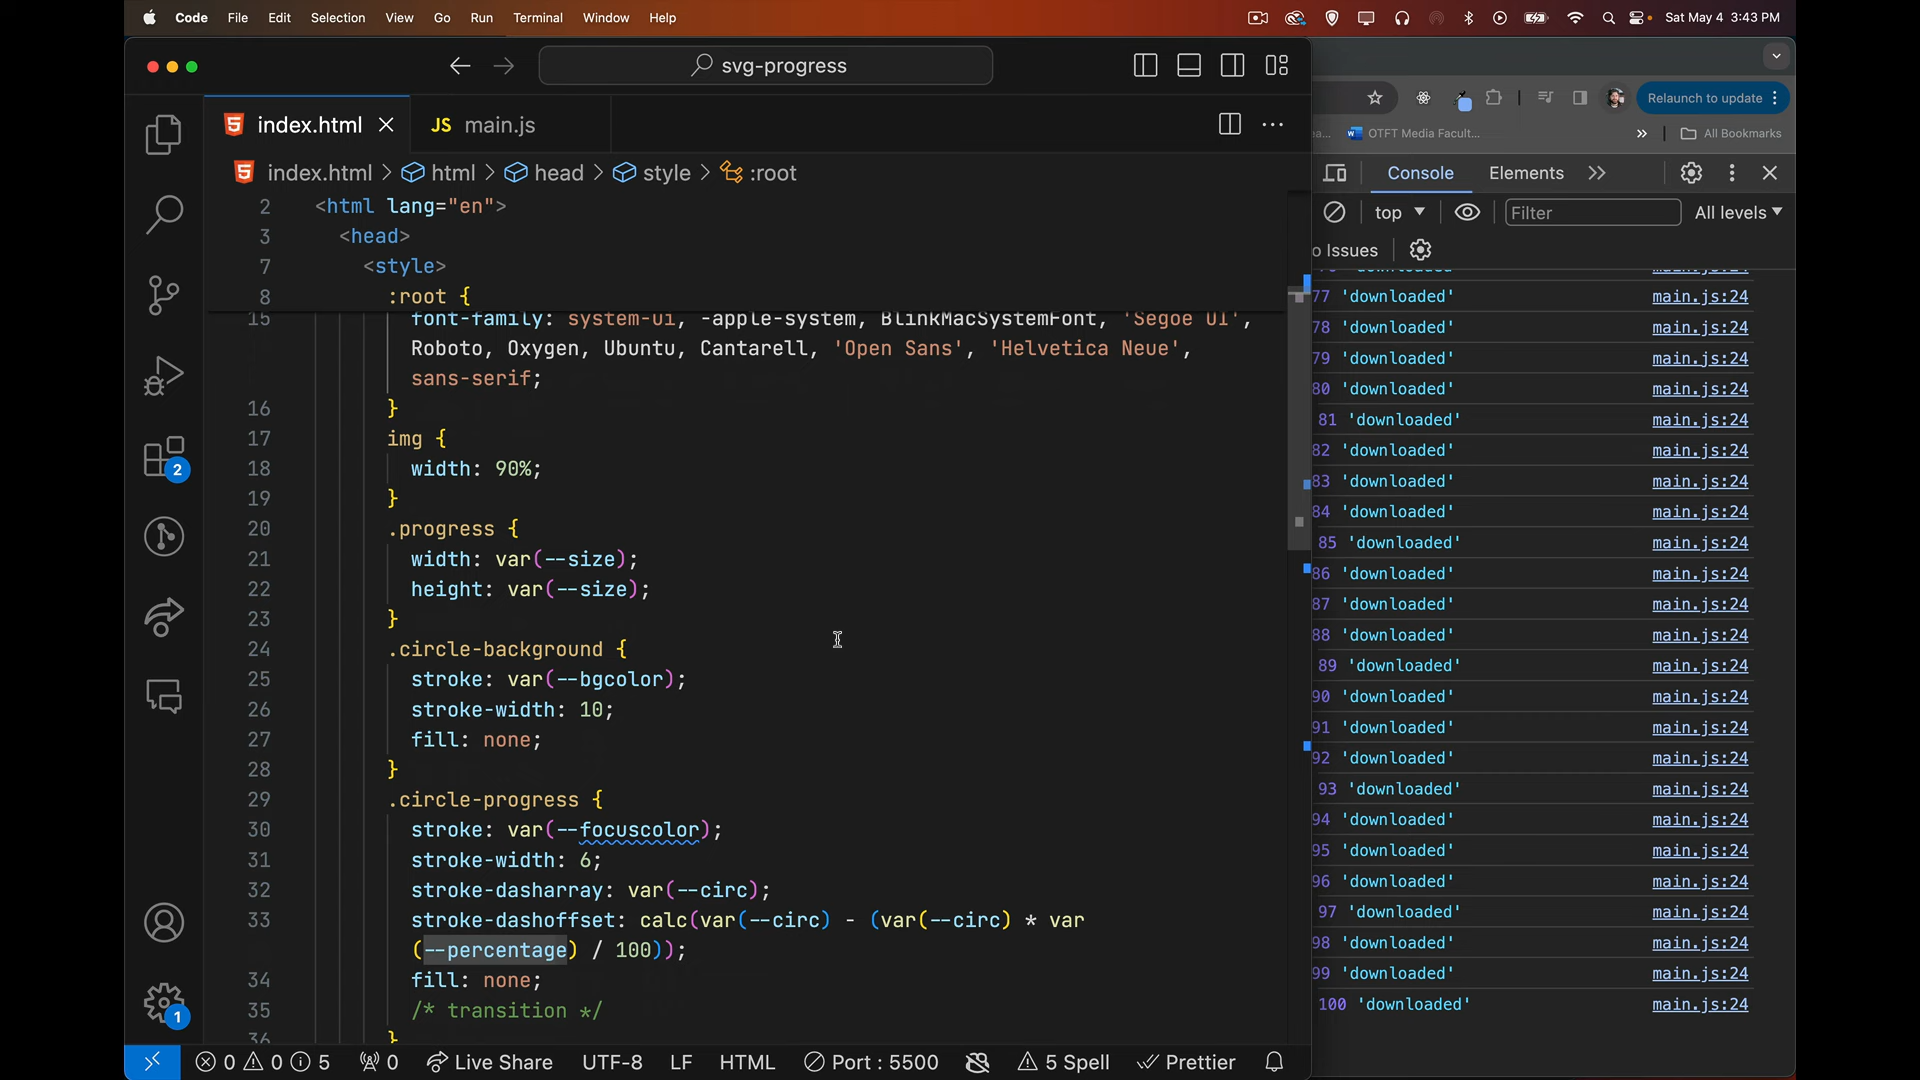 Code File Edit Selection View Go Run Terminal Window Help
Sat May 4 3:43 PM
svg-progress
index.html
JS main.js
index.html > html > head > style > :root
2 <html lang="en">
3 <head>
7 <style>
8 :root {
15 font-family: system-ui, -apple-system, BlinkMacSystemFont, 'Segoe UI',
Roboto, Oxygen, Ubuntu, Cantarell, 'Open Sans', 'Helvetica Neue',
sans-serif;
16 }
17 img {
18 width: 90%;
19 }
20 .progress {
21 width: var(--size);
22 height: var(--size);
23 }
24 .circle-background {
25 stroke: var(--bgcolor);
26 stroke-width: 10;
27 fill: none;
28 }
29 .circle-progress {
30 stroke: var(--focuscolor);
31 stroke-width: 6;
32 stroke-dasharray: var(--circ);
33 stroke-dashoffset: calc(var(--circ) - (var(--circ) * var
(--percentage) / 100));
34 fill: none;
35 /* transition */
36 }
2
1
0 0 5 0 Live Share UTF-8 LF HTML Port : 5500 5 Spell Prettier
Relaunch to update
OTFT Media Facult... » All Bookmarks
Console Elements
top Filter All levels
o Issues
77 'downloaded' main.js:24
78 'downloaded' main.js:24
79 'downloaded' main.js:24
80 'downloaded' main.js:24
81 'downloaded' main.js:24
82 'downloaded' main.js:24
83 'downloaded' main.js:24
84 'downloaded' main.js:24
85 'downloaded' main.js:24
86 'downloaded' main.js:24
87 'downloaded' main.js:24
88 'downloaded' main.js:24
89 'downloaded' main.js:24
90 'downloaded' main.js:24
91 'downloaded' main.js:24
92 'downloaded' main.js:24
93 'downloaded' main.js:24
94 'downloaded' main.js:24
95 'downloaded' main.js:24
96 'downloaded' main.js:24
97 'downloaded' main.js:24
98 'downloaded' main.js:24
99 'downloaded' main.js:24
100 'downloaded' main.js:24